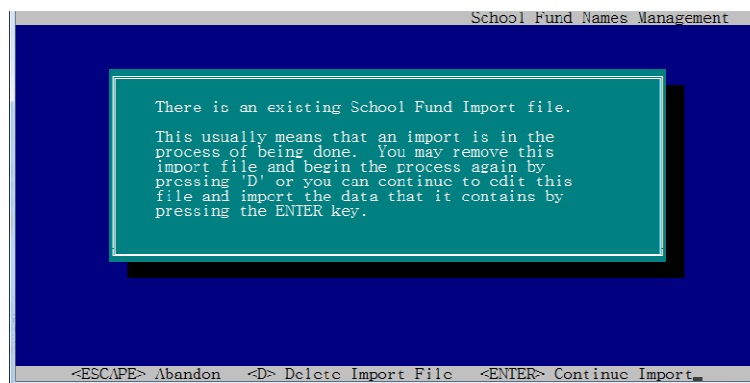 School Fund Names Management
There is an existing School Fund Import file.
This usually means that an import is in the
process of being done.  You may remove this
import file and begin the process again by
pressing 'D' or you can continue to edit this
file and import the data that it contains by
pressing the ENTER key.
<ESCAPE> Abandon   <D> Delete Import File   <ENTER> Continue Import_